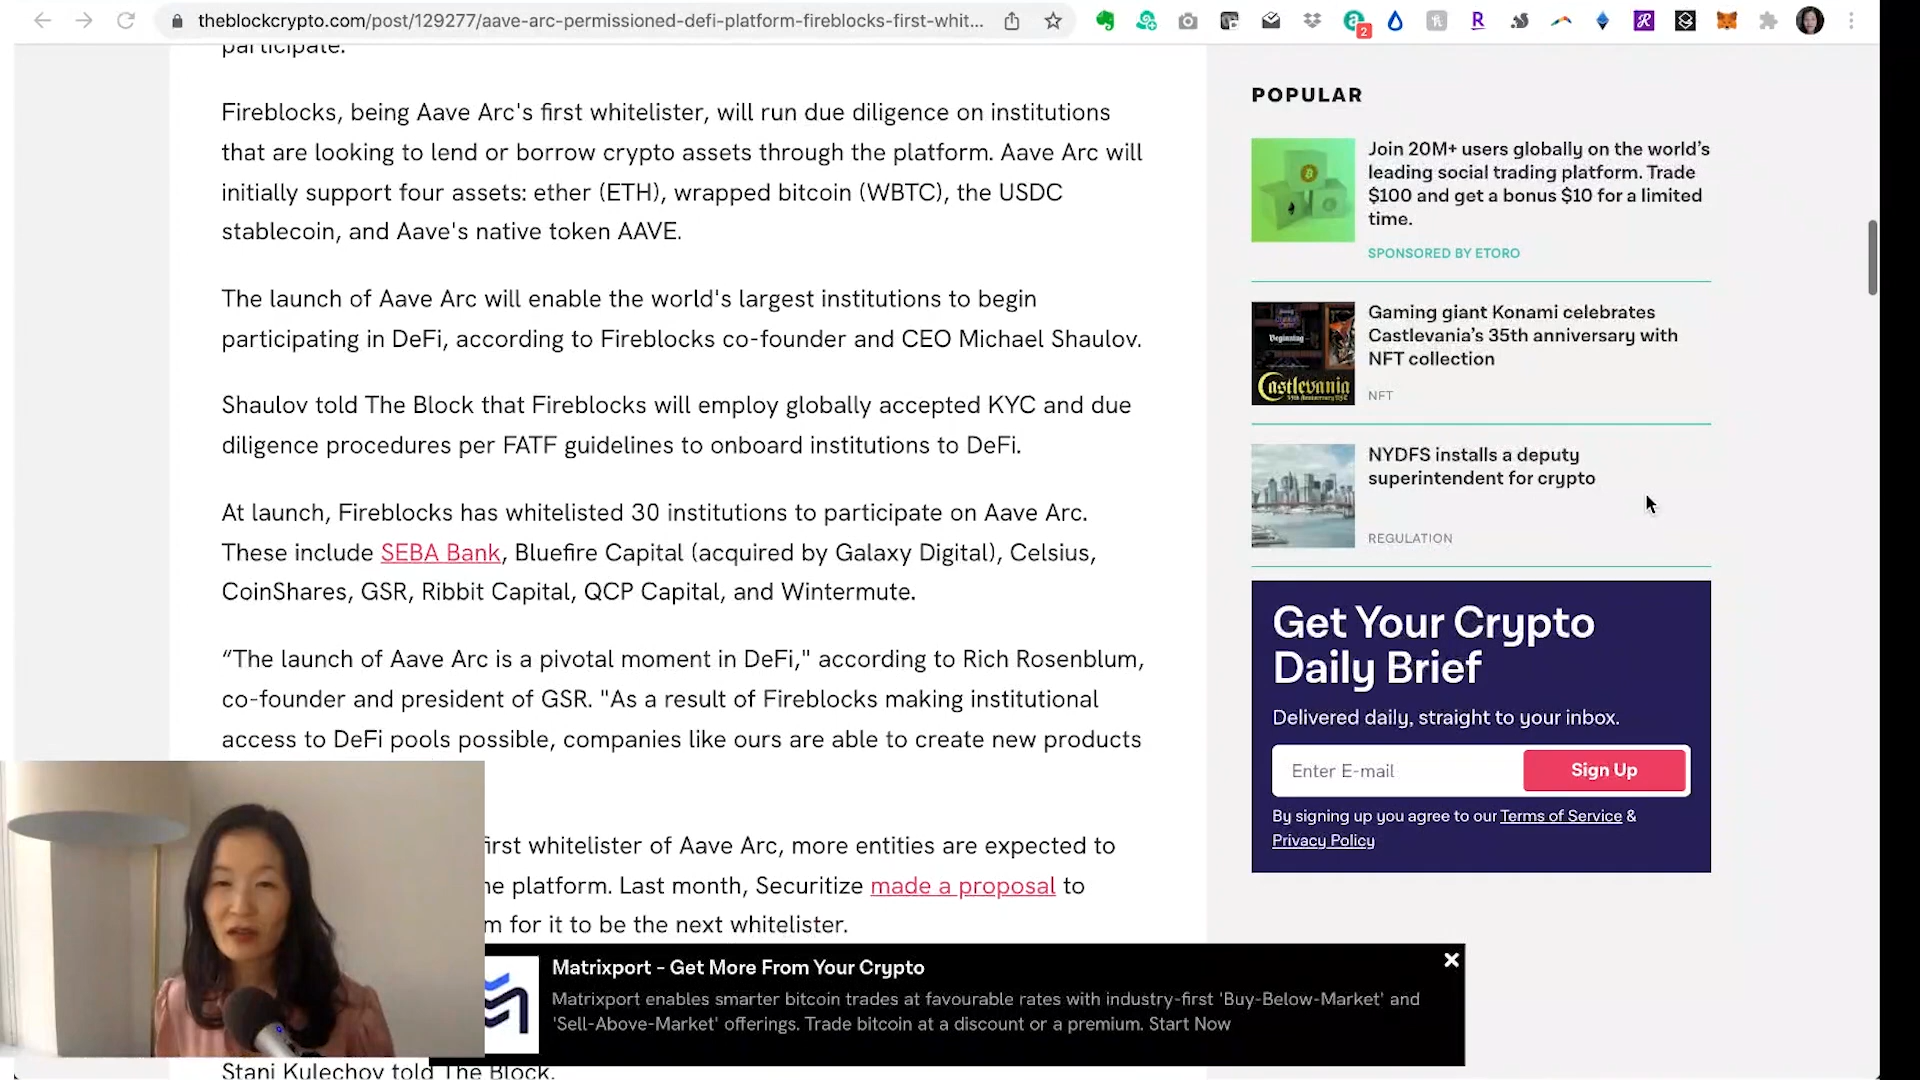 theblockcrypto.com/post/129277/aave-arc-permissioned-defi-platform-fireblocks-first-whit...
2
participate.
Fireblocks, being Aave Arc's first whitelister, will run due diligence on institutions
that are looking to lend or borrow crypto assets through the platform. Aave Arc will
initially support four assets: ether (ETH), wrapped bitcoin (WBTC), the USDC
stablecoin, and Aave's native token AAVE.
The launch of Aave Arc will enable the world's largest institutions to begin
participating in DeFi, according to Fireblocks co-founder and CEO Michael Shaulov.
Shaulov told The Block that Fireblocks will employ globally accepted KYC and due
diligence procedures per FATF guidelines to onboard institutions to DeFi.
At launch, Fireblocks has whitelisted 30 institutions to participate on Aave Arc.
These include SEBA Bank, Bluefire Capital (acquired by Galaxy Digital), Celsius,
CoinShares, GSR, Ribbit Capital, QCP Capital, and Wintermute.
“The launch of Aave Arc is a pivotal moment in DeFi," according to Rich Rosenblum,
co-founder and president of GSR. "As a result of Fireblocks making institutional
access to DeFi pools possible, companies like ours are able to create new products
first whitelister of Aave Arc, more entities are expected to
platform. Last month, Securitize made a proposal to
for it to be the next whitelister.
Stani Kulechov told The Block.
POPULAR
Join 20M+ users globally on the world’s
leading social trading platform. Trade
$100 and get a bonus $10 for a limited
time.
SPONSORED BY ETORO
Castlevania
Gaming giant Konami celebrates
Castlevania’s 35th anniversary with
NFT collection
NFT
NYDFS installs a deputy
superintendent for crypto
REGULATION
Get Your Crypto
Daily Brief
Delivered daily, straight to your inbox.
Enter E-mail
Sign Up
By signing up you agree to our Terms of Service &
Privacy Policy
Matrixport - Get More From Your Crypto
Matrixport enables smarter bitcoin trades at favourable rates with industry-first 'Buy-Below-Market' and
'Sell-Above-Market' offerings. Trade bitcoin at a discount or a premium. Start Now